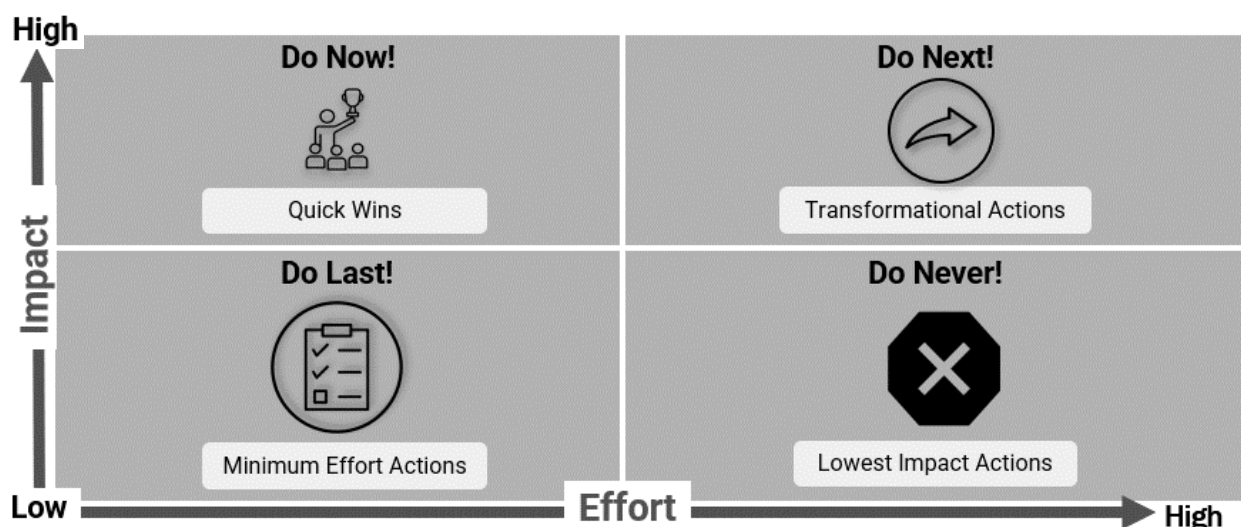 High
Do Now!
Quick Wins
Do Next!
Transformational Actions
Impact
Do Last!
Minimum Effort Actions
Do Never!
Lowest Impact Actions
Low
Effort
High